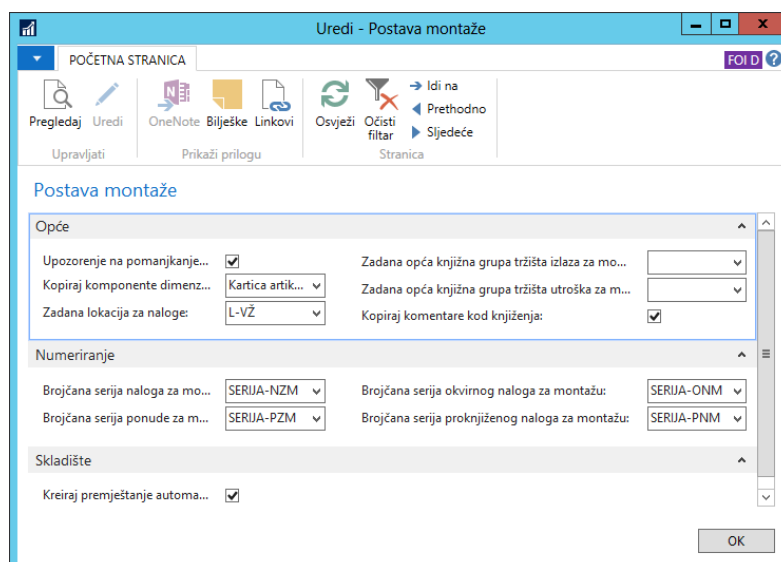 Uredi - Postava montaže
POČETNA STRANICA
FOI D
Pregledaj
Uredi
OneNote
Bilješke
Linkovi
Osvježi
Očisti
filtar
Idi na
Prethodno
Sljedeće
Upravljati
Prikaži prilogu
Stranica
Postava montaže
Opće
Upozorenje na pomanjkanje...
Kopiraj komponente dimenz...
Kartica artik...
Zadana lokacija za naloge:
L-VŽ
Zadana opća knjižna grupa tržišta izlaza za mo...
Zadana opća knjižna grupa tržišta utroška za m...
Kopiraj komentare kod knjiženja:
Numeriranje
Brojčana serija naloga za mo...
SERIJA-NZM
Brojčana serija ponude za m...
SERIJA-PZM
Brojčana serija okvirnog naloga za montažu:
SERIJA-ONM
Brojčana serija proknjiženog naloga za montažu:
SERIJA-PNM
Skladište
Kreiraj premještanje automa...
OK